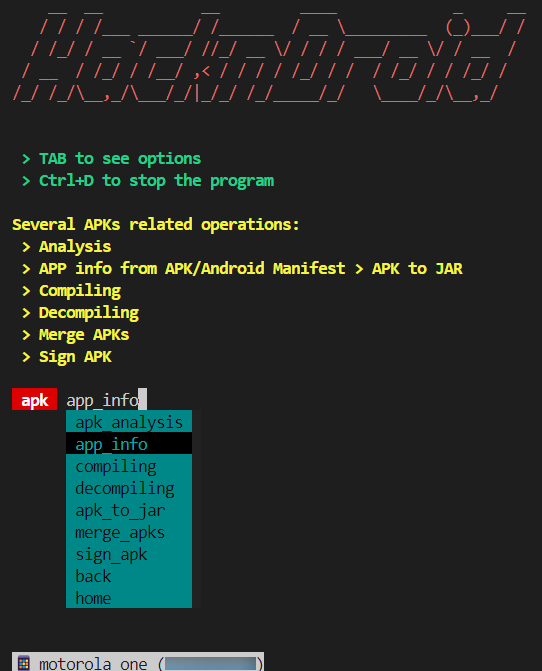 HacknDroid
> TAB to see options
> Ctrl+D to stop the program
Several APKs related operations:
> Analysis
> APP info from APK/Android Manifest > APK to JAR
> Compiling
> Decompiling
> Merge APKs
> Sign APK
apk app_info
apk_analysis
app_info
compiling
decompiling
apk_to_jar
merge_apks
sign_apk
back
home
motorola one ( )